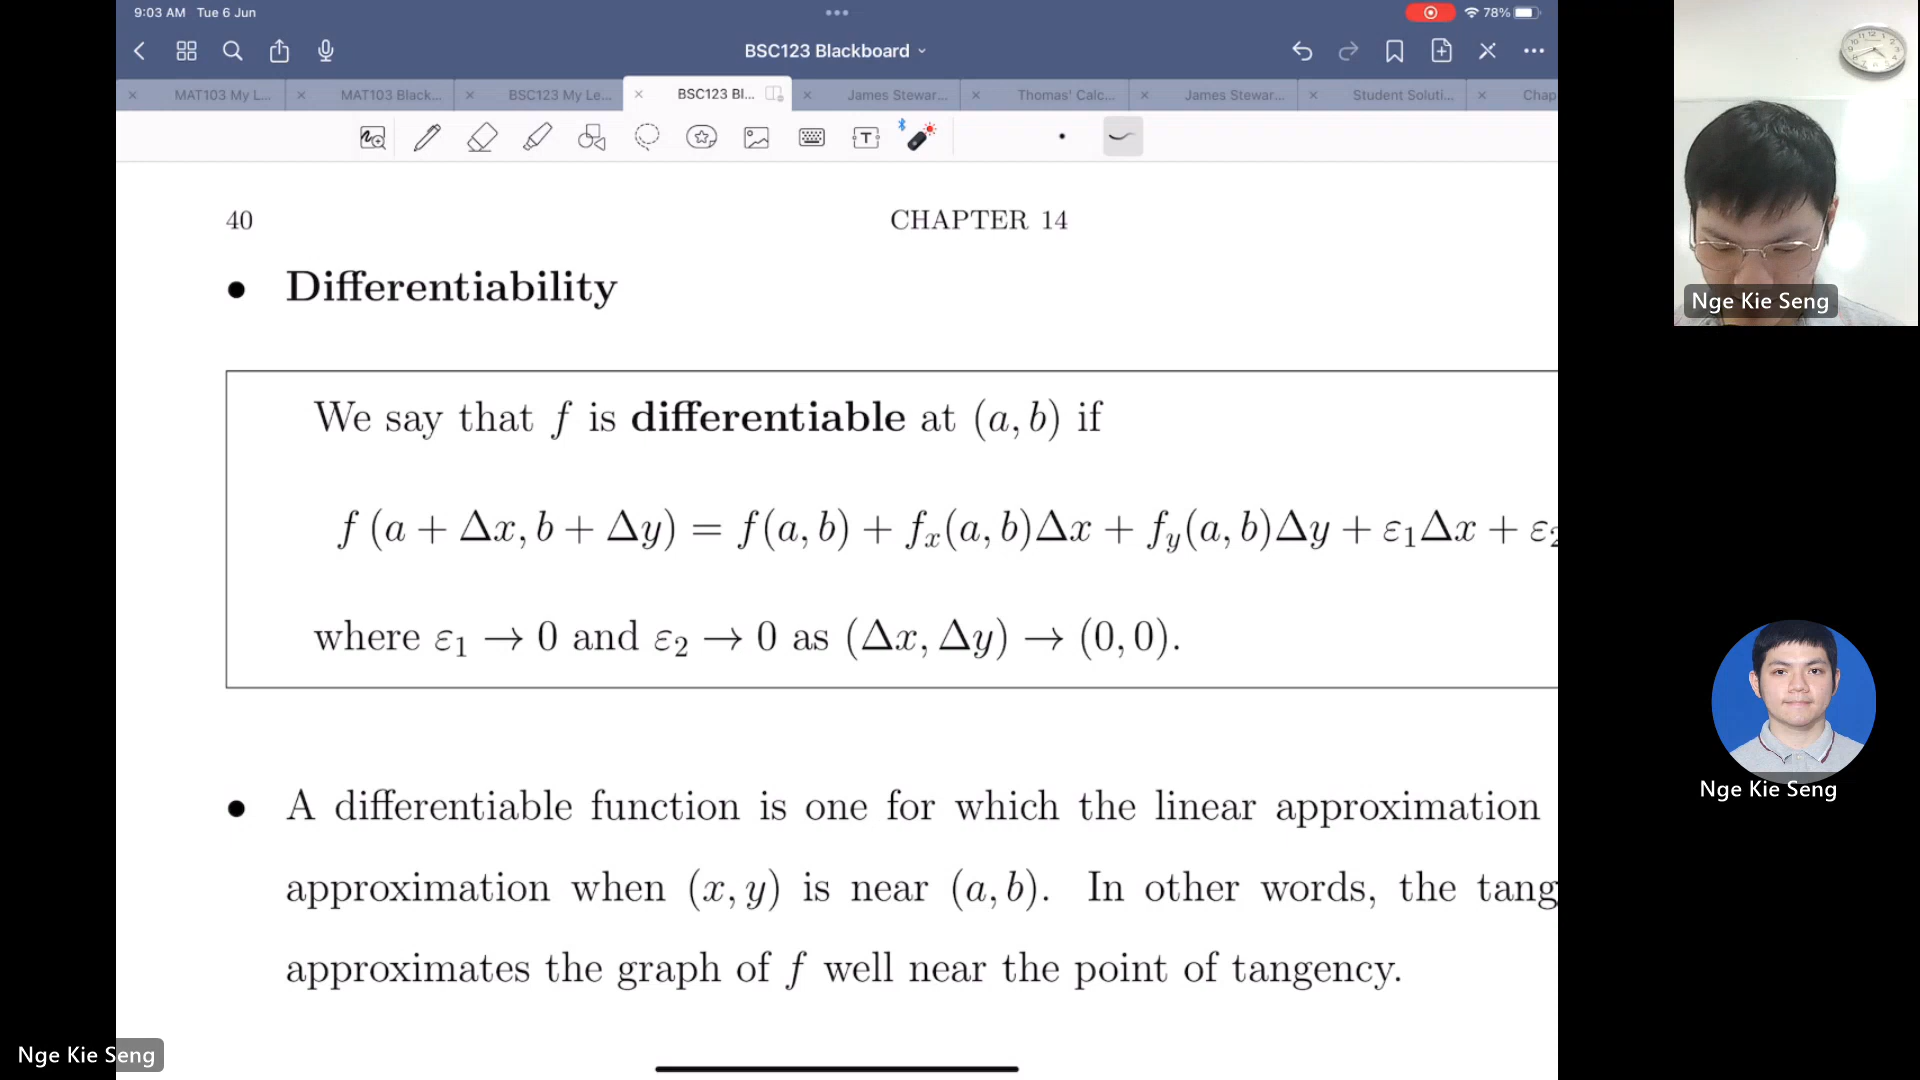 9:03 AM Tue 6 Jun
78%
BSC123 Blackboard
MAT103 My L...
MAT103 Black...
BSC123 My Le...
BSC123 Bl...
James Stewar...
Thomas' Calc...
James Stewar...
Student Soluti...
Chap
40 CHAPTER 14
• Differentiability
We say that f is differentiable at (a, b) if
f (a + Δx, b + Δy) = f(a, b) + fₓ(a, b)Δx + f_y(a, b)Δy + ε₁Δx + ε₂
where ε₁ → 0 and ε₂ → 0 as (Δx, Δy) → (0, 0).
• A differentiable function is one for which the linear approximation
approximation when (x, y) is near (a, b). In other words, the tang
approximates the graph of f well near the point of tangency.
Nge Kie Seng
Nge Kie Seng
Nge Kie Seng